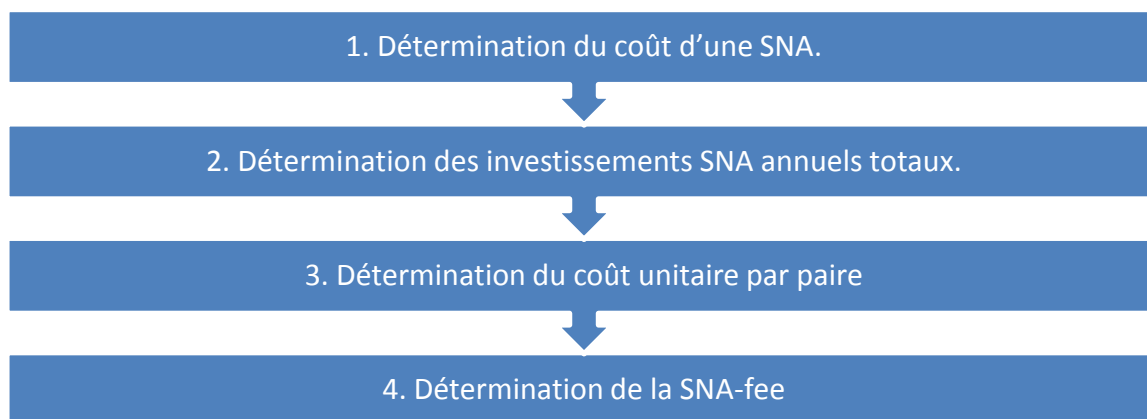 1. Détermination du coût d’une SNA.
2. Détermination des investissements SNA annuels totaux.
3. Détermination du coût unitaire par paire
4. Détermination de la SNA-fee